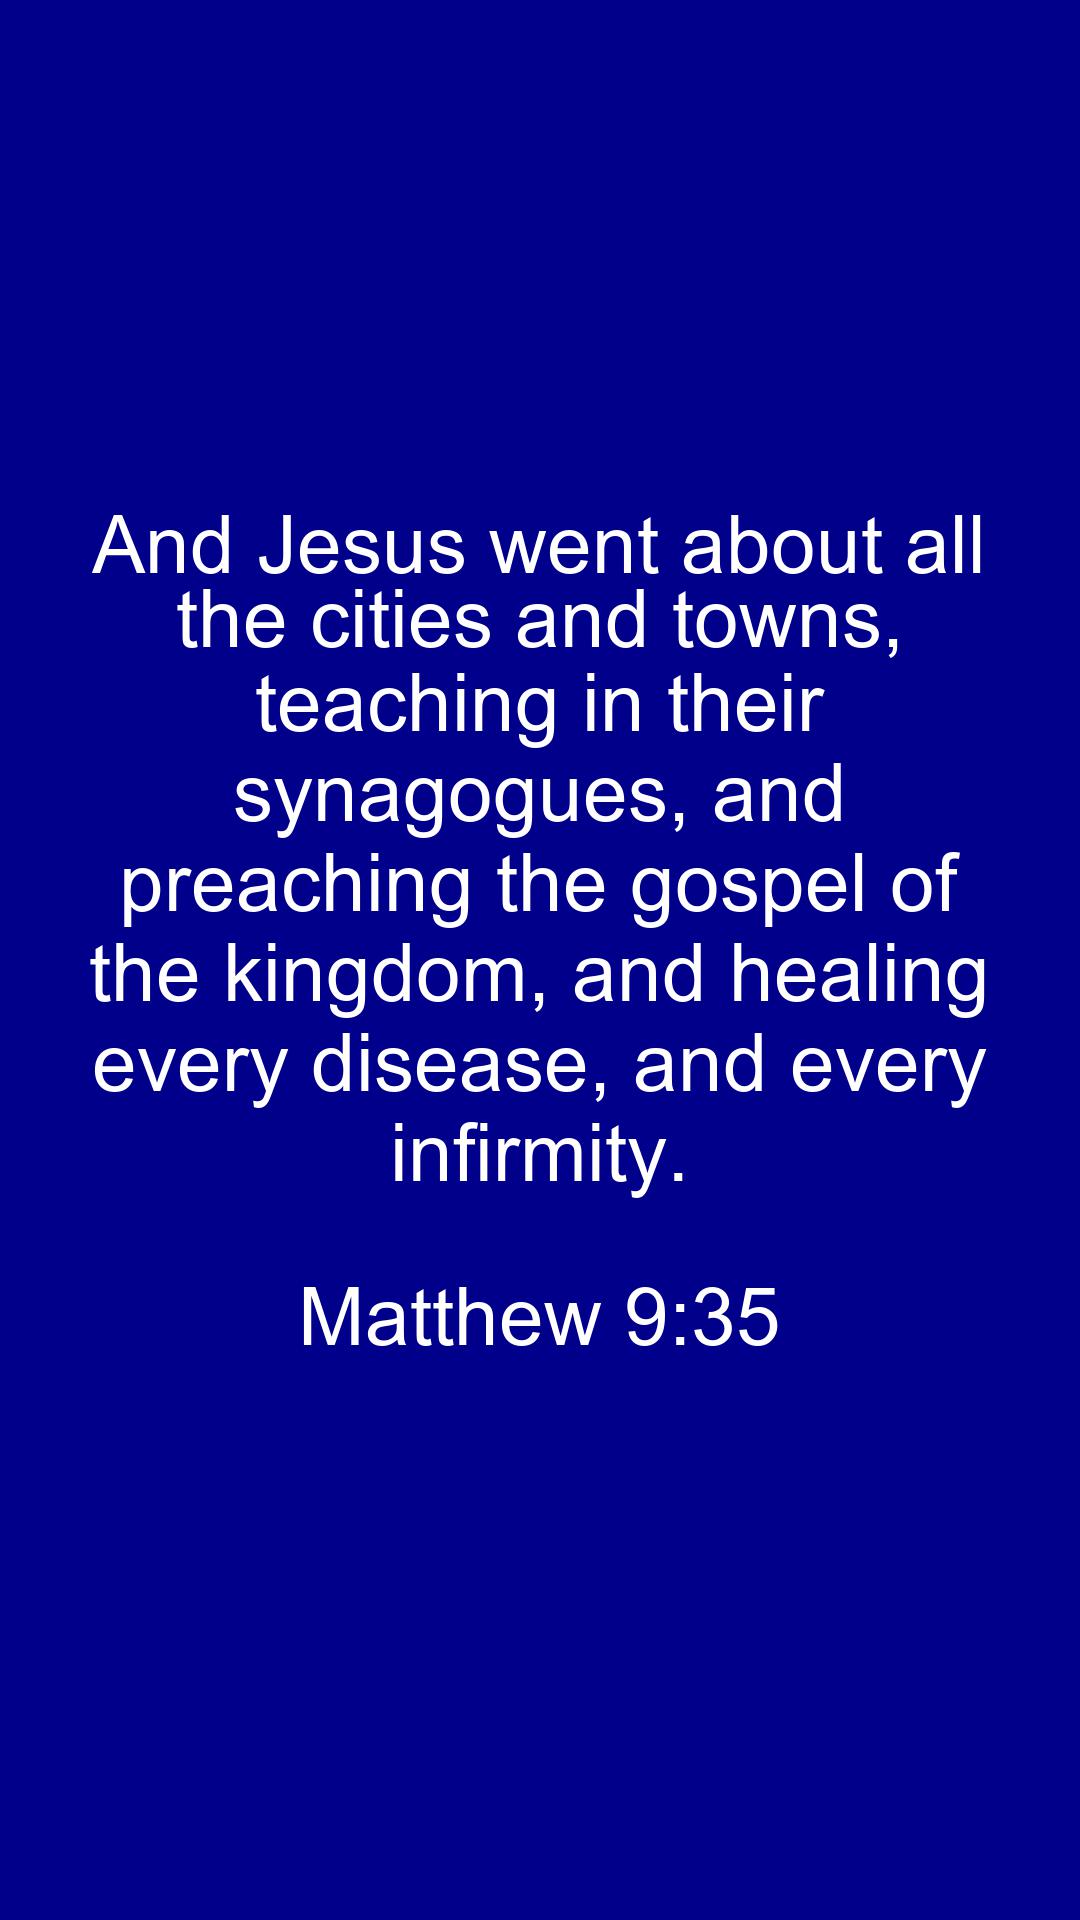 And Jesus went about all
the cities and towns,
teaching in their
synagogues, and
preaching the gospel of
the kingdom, and healing
every disease, and every
infirmity.
Matthew 9:35